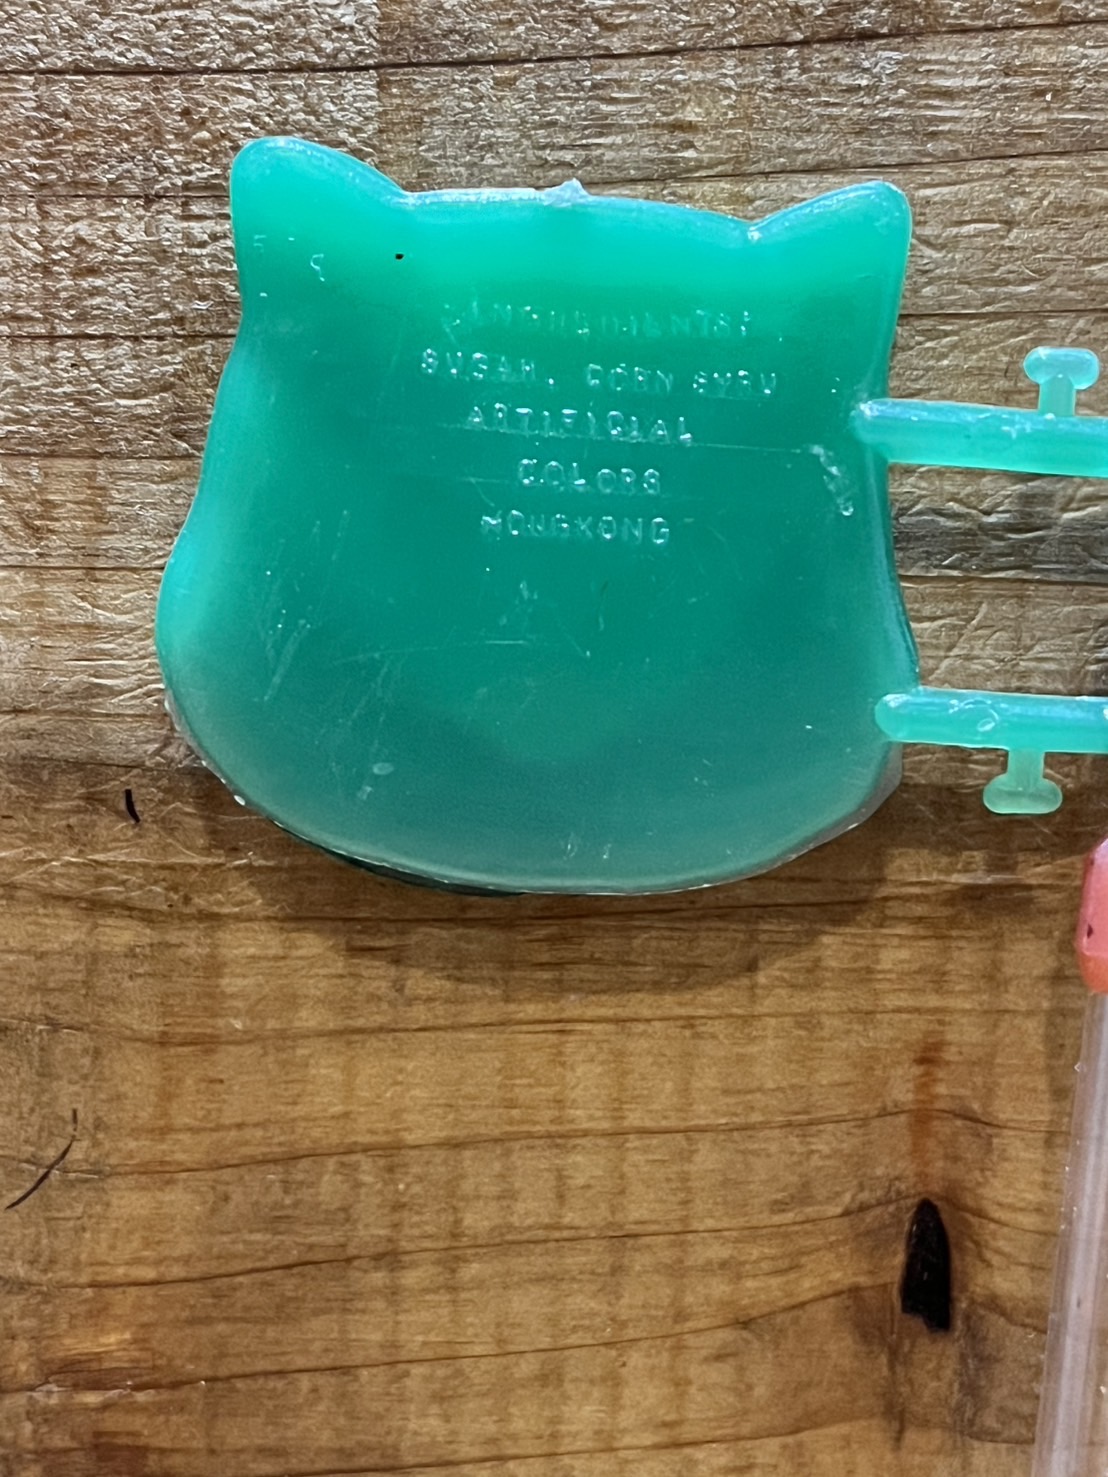 INGREDIENTS:
SUGAR, CORN SYRU
ARTIFICIAL
COLORS
HONGKONG